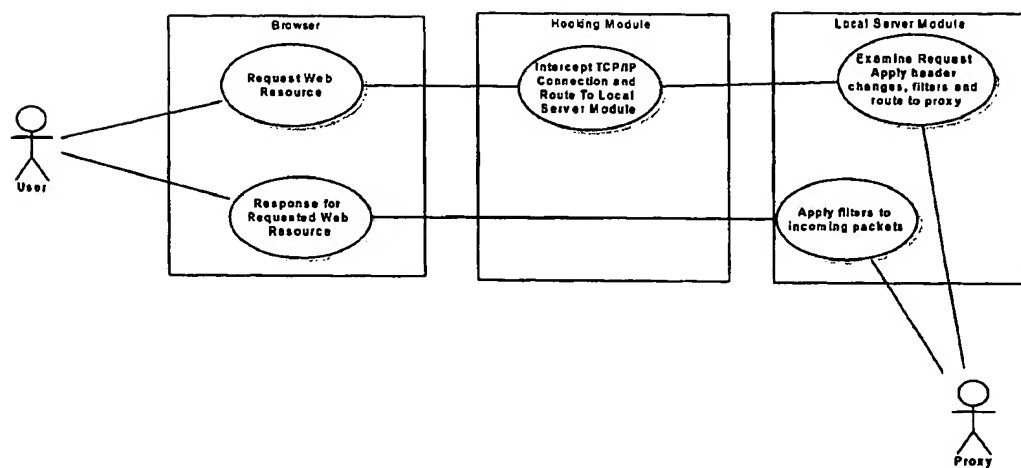 Browser
Hooking Module
Local Server Module
Request Web
Resource
Intercept TCP/IP
Connection and
Route To Local
Server Module
Examine Request
Apply header
changes, filters and
route to proxy
User
Response for
Requested Web
Resource
Apply filters to
incoming packets
Proxy